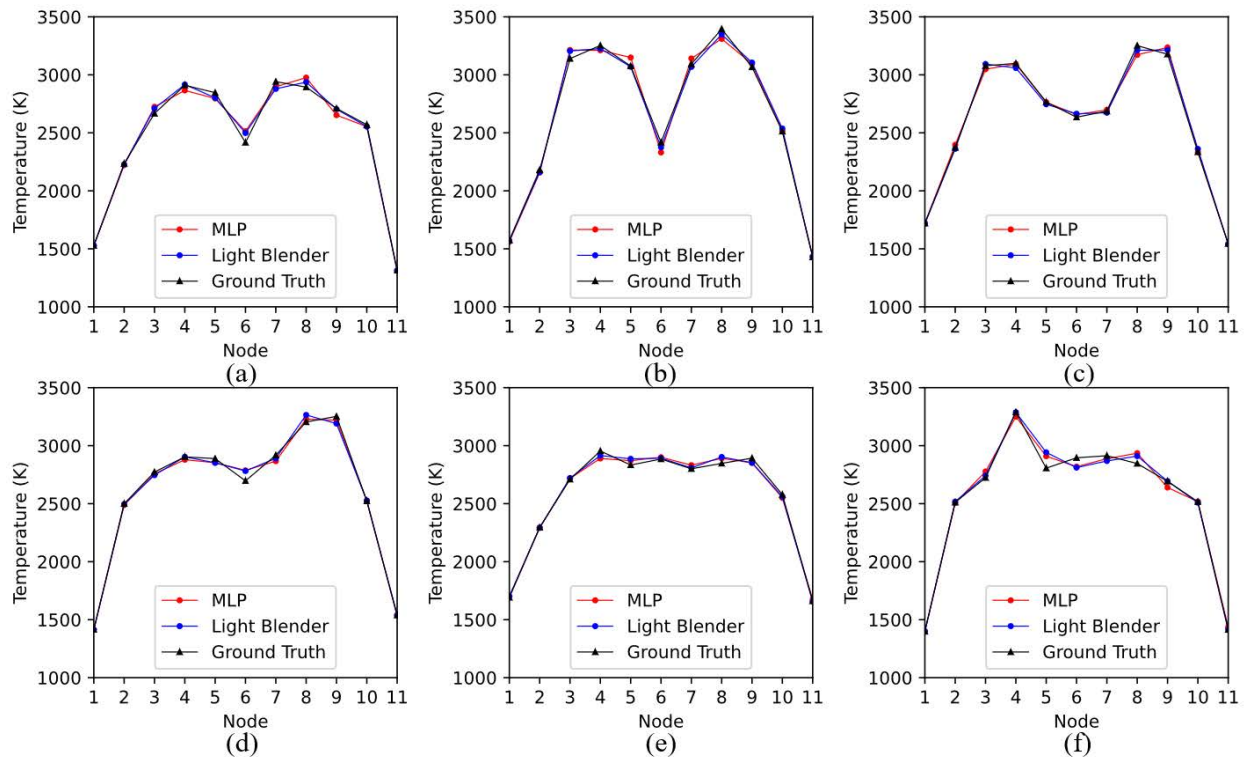 3500
3000
2500
2000
1500
1000
Temperature (K)
MLP
Light Blender
Ground Truth
1 2 3 4 5 6 7 8 9 10 11
Node
(a)
3500
3000
2500
2000
1500
1000
Temperature (K)
MLP
Light Blender
Ground Truth
1 2 3 4 5 6 7 8 9 10 11
Node
(b)
3500
3000
2500
2000
1500
1000
Temperature (K)
MLP
Light Blender
Ground Truth
1 2 3 4 5 6 7 8 9 10 11
Node
(c)
3500
3000
2500
2000
1500
1000
Temperature (K)
MLP
Light Blender
Ground Truth
1 2 3 4 5 6 7 8 9 10 11
Node
(d)
3500
3000
2500
2000
1500
1000
Temperature (K)
MLP
Light Blender
Ground Truth
1 2 3 4 5 6 7 8 9 10 11
Node
(e)
3500
3000
2500
2000
1500
1000
Temperature (K)
MLP
Light Blender
Ground Truth
1 2 3 4 5 6 7 8 9 10 11
Node
(f)